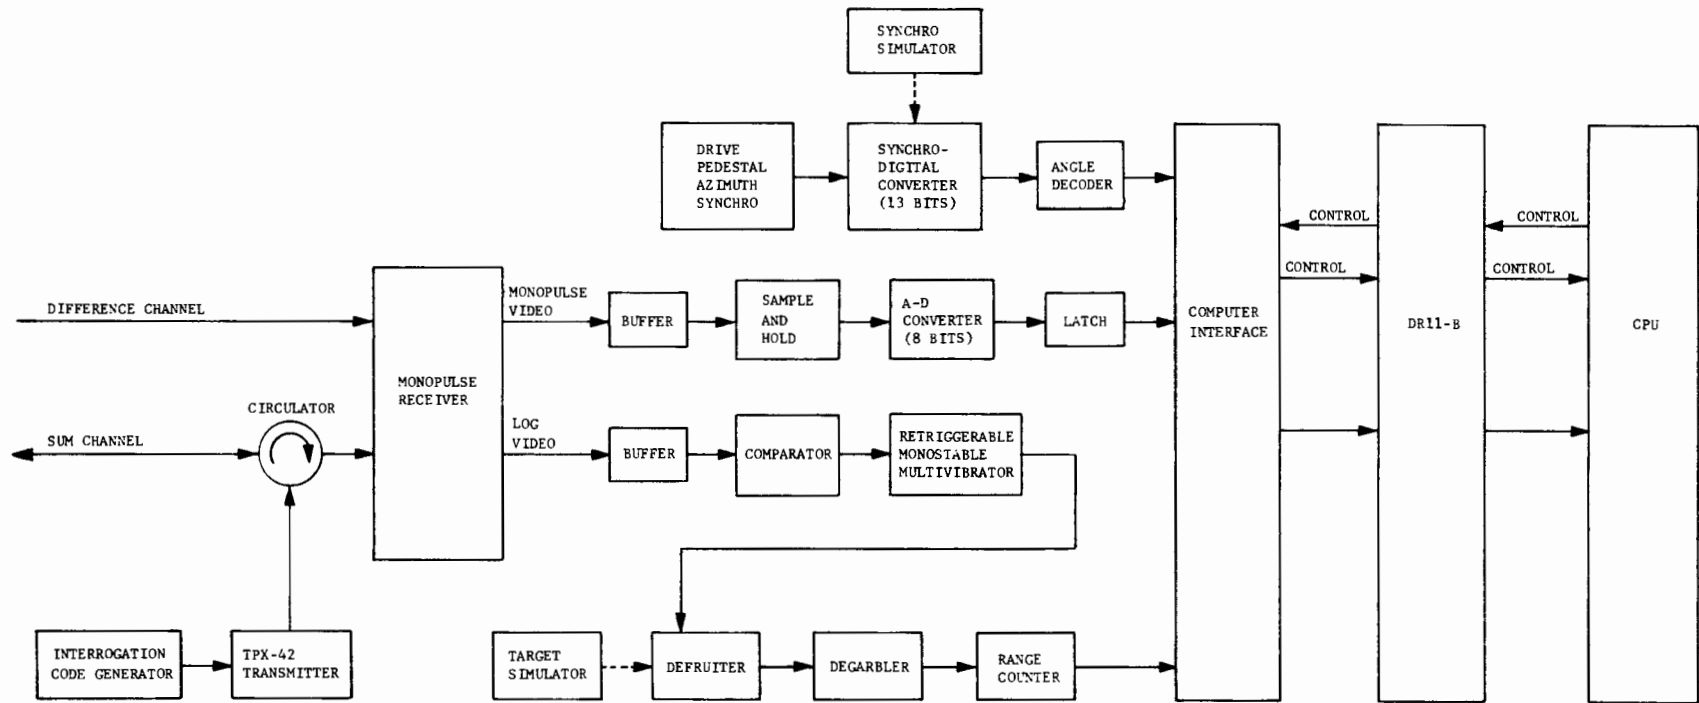 SYNCHRO
SIMULATOR
DRIVE
PEDESTAL
AZIMUTH
SYNCHRO
SYNCHRO-
DIGITAL
CONVERTER
(13 BITS)
ANGLE
DECODER
CONTROL
CONTROL
CONTROL
CONTROL
DIFFERENCE CHANNEL
MONOPULSE
VIDEO
BUFFER
SAMPLE
AND
HOLD
A-D
CONVERTER
(8 BITS)
LATCH
COMPUTER
INTERFACE
DR11-B
CPU
MONOPULSE
RECEIVER
CIRCULATOR
SUM CHANNEL
LOG
VIDEO
BUFFER
COMPARATOR
RETRIGGERABLE
MONOSTABLE
MULTIVIBRATOR
INTERROGATION
CODE GENERATOR
TPX-42
TRANSMITTER
TARGET
SIMULATOR
DEFRUITER
DEGARBLER
RANGE
COUNTER